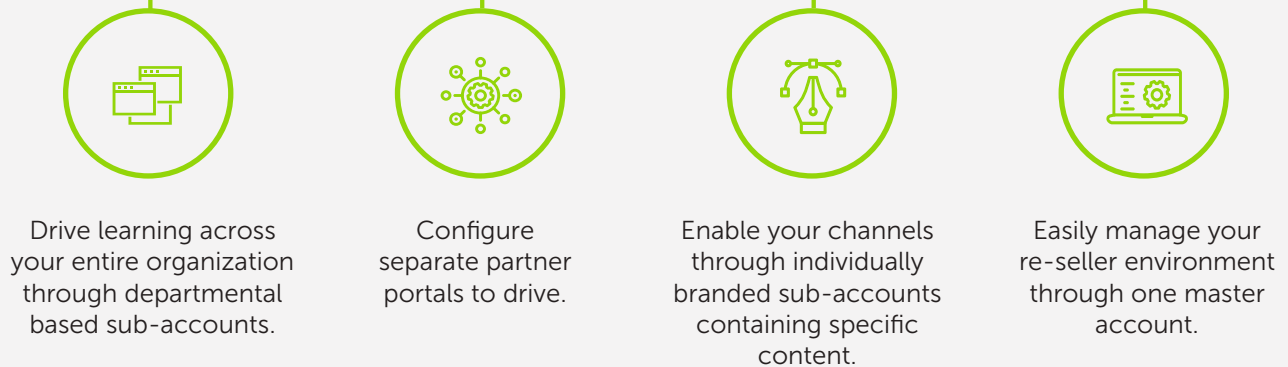 Drive learning across
your entire organization
through departmental
based sub-accounts.
Configure
separate partner
portals to drive.
Enable your channels
through individually
branded sub-accounts
containing specific
content.
Easily manage your
re-seller environment
through one master
account.